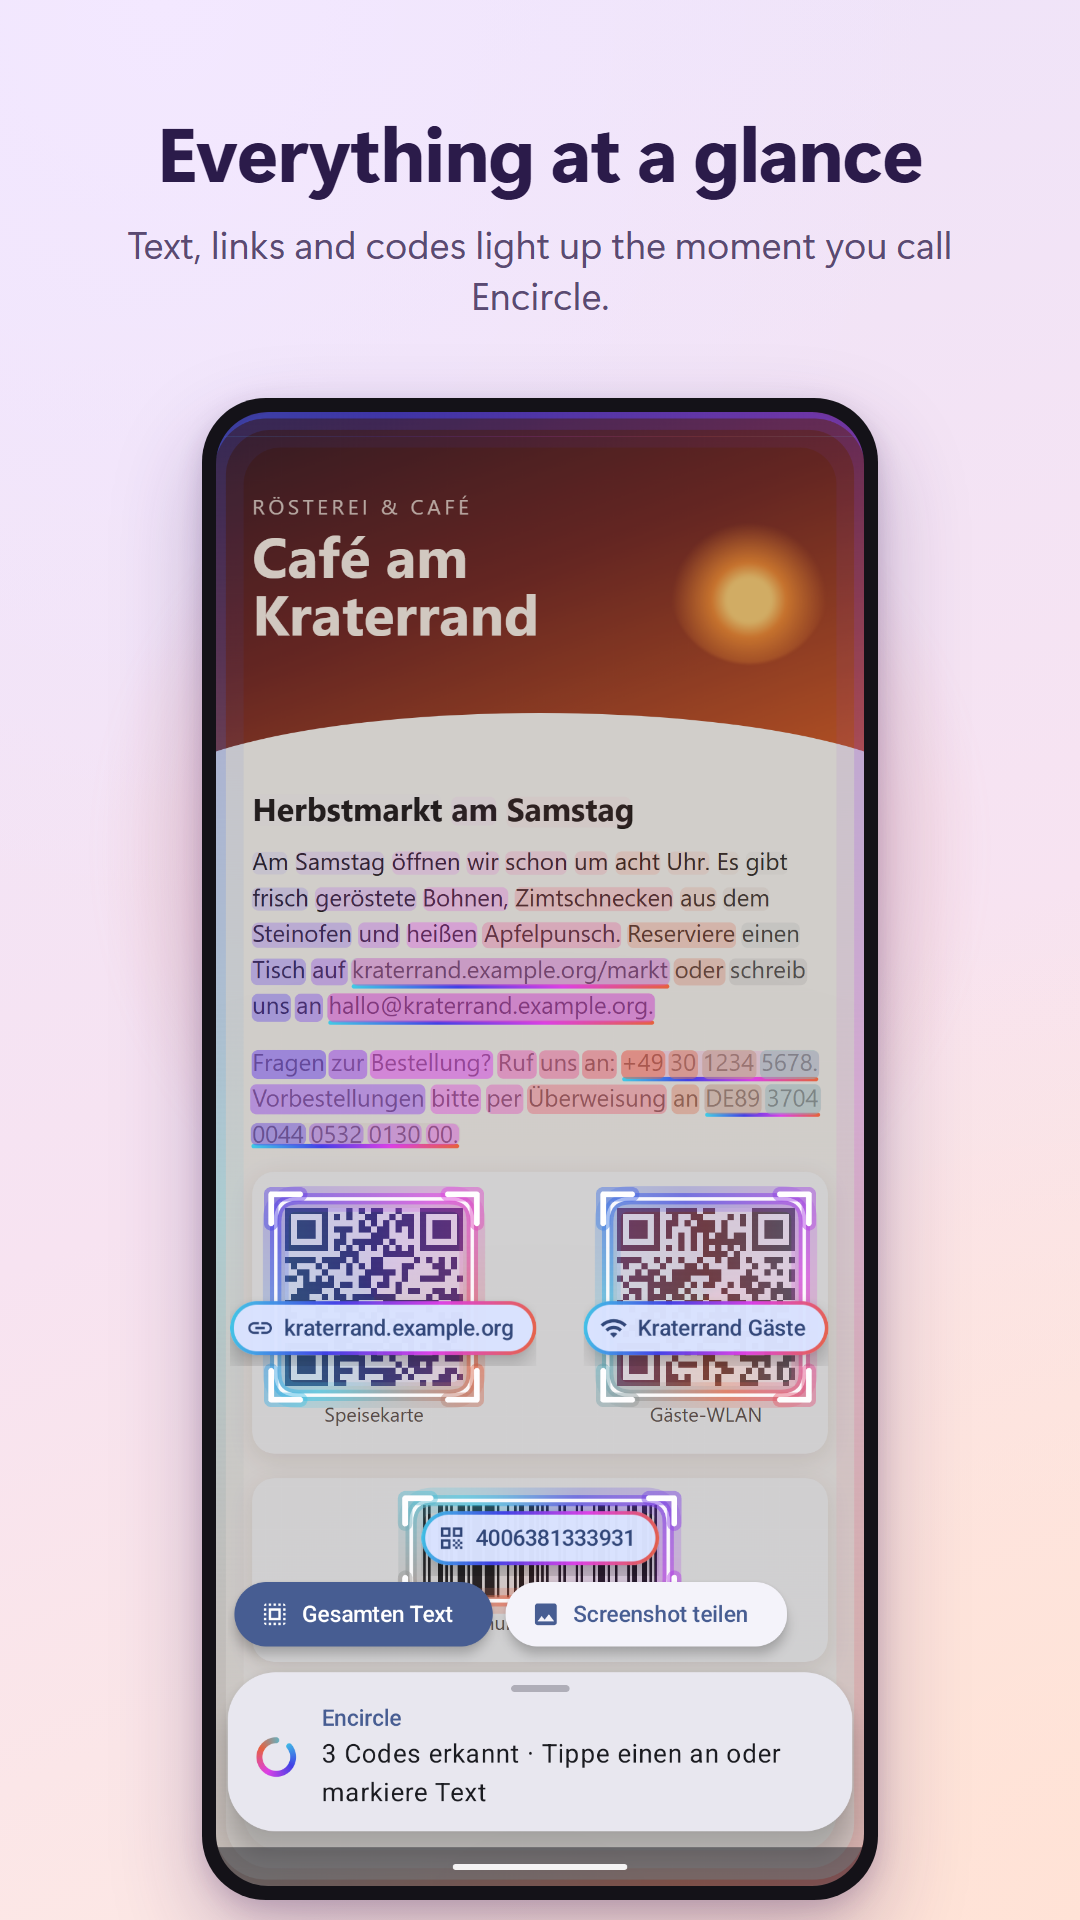 Everything at a glance
Text, links and codes light up the moment you call
Encircle.
RÖSTEREI & CAFÉ
Café am
Kraterrand
Herbstmarkt am Samstag
Am Samstag öffnen wir schon um acht Uhr. Es gibt
frisch geröstete Bohnen, Zimtschnecken aus dem
Steinofen und heißen Apfelpunsch. Reserviere einen
Tisch auf kraterrand.example.org/markt oder schreib
uns an hallo@kraterrand.example.org.
Fragen zur Bestellung? Ruf uns an: +49 30 1234 5678.
Vorbestellungen bitte per Überweisung an DE89 3704
0044 0532 0130 00.
kraterrand.example.org
Kraterrand Gäste
Speisekarte
Gäste-WLAN
4006381333931
Gesamten Text
Screenshot teilen
Encircle
3 Codes erkannt · Tippe einen an oder
markiere Text